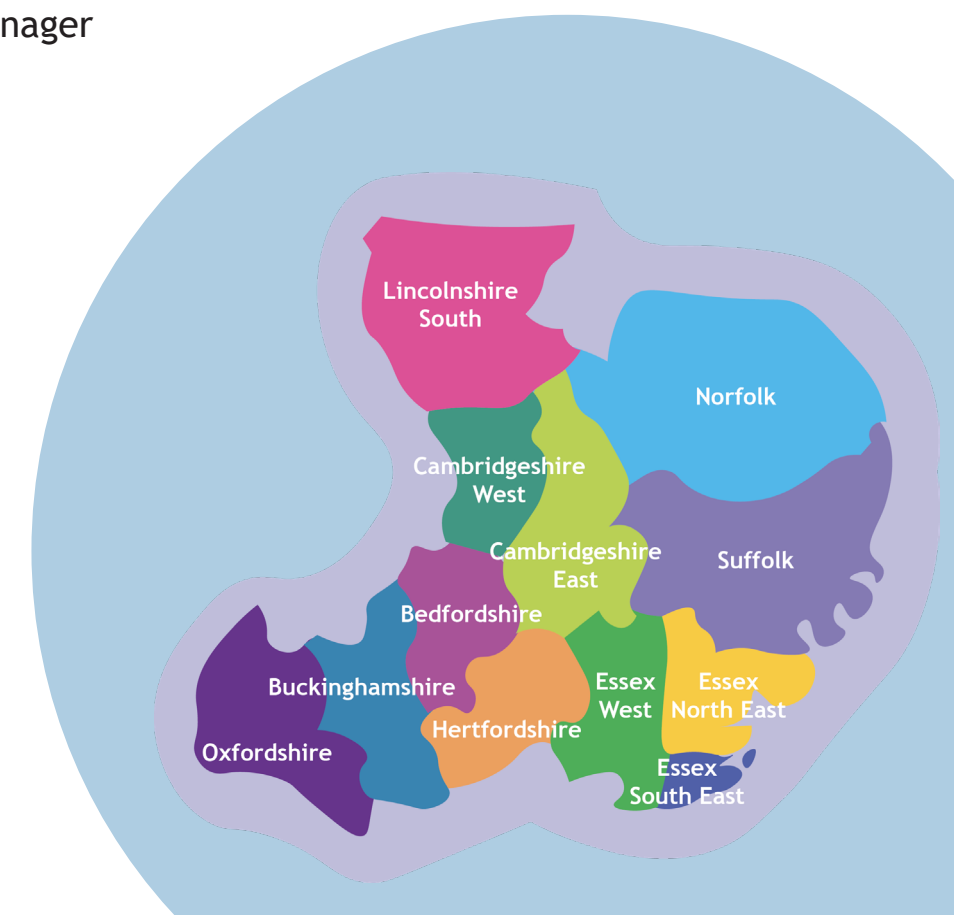 nager
Lincolnshire
South
Norfolk
Cambridgeshire
West
Cambridgeshire
East
Suffolk
Bedfordshire
Buckinghamshire
Essex
West
Essex
North East
Hertfordshire
Oxfordshire
Essex
South East